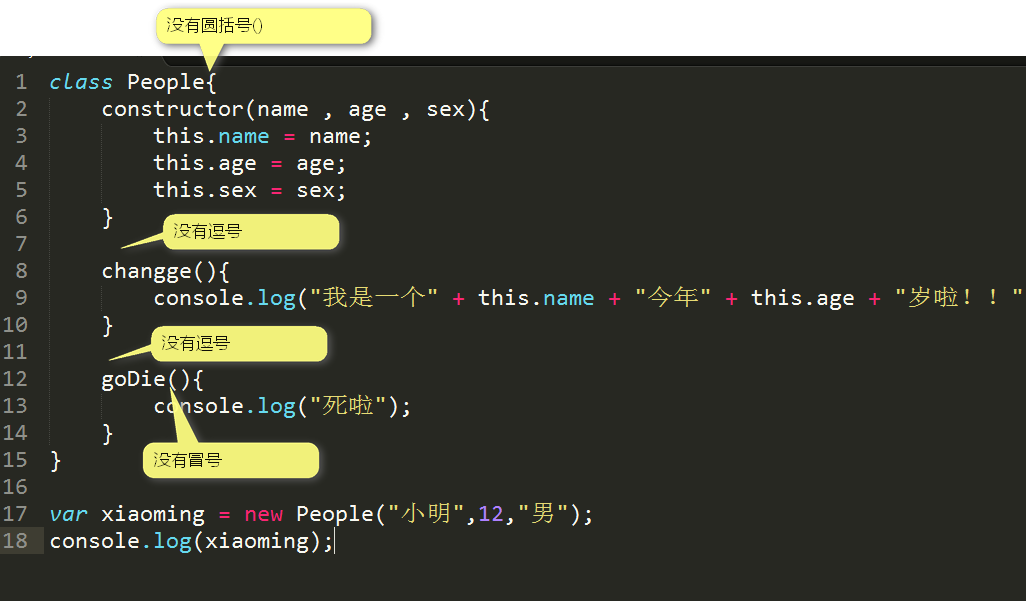 没有圆括号()
1 class People{
2 constructor(name , age , sex){
3 this.name = name;
4 this.age = age;
5 this.sex = sex;
6 }
没有逗号
7
8 changge(){
9 console.log("我是一个" + this.name + "今年" + this.age + "岁啦！！"
10 }
没有逗号
11
12 goDie(){
13 console.log("死啦");
14 }
15 }
没有冒号
16
17 var xiaoming = new People("小明",12,"男");
18 console.log(xiaoming);